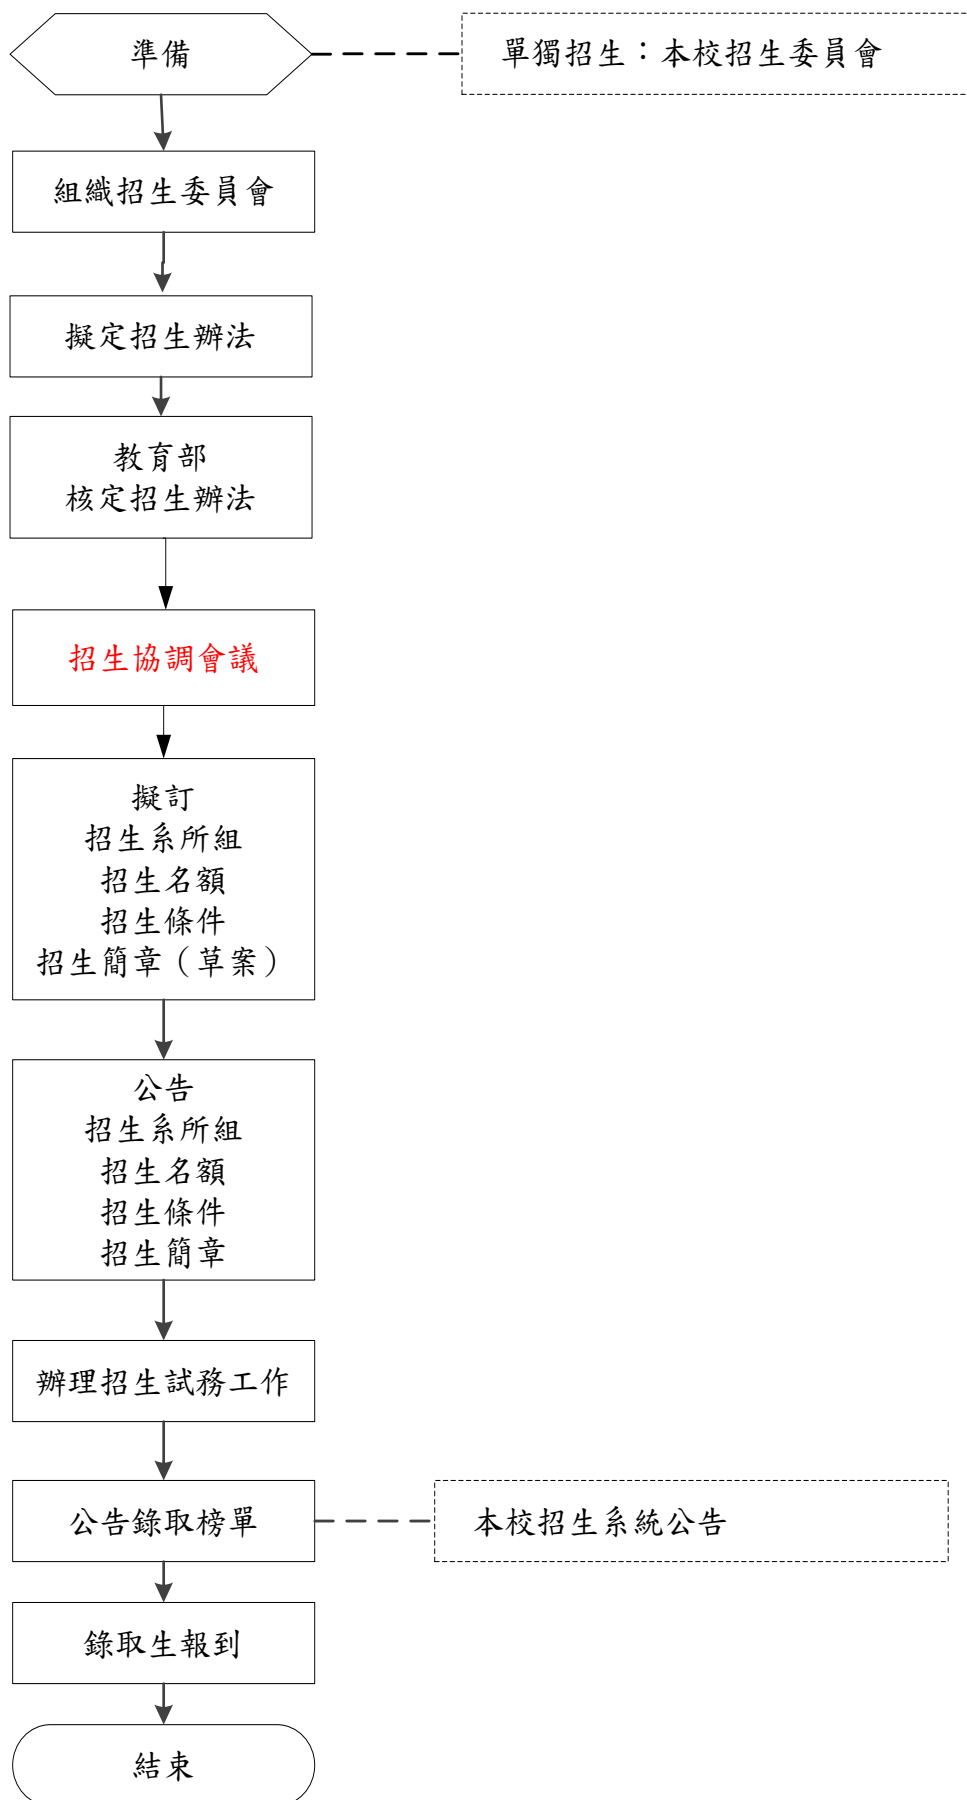 準備
單獨招生：本校招生委員會
組織招生委員會
擬定招生辦法
教育部
核定招生辦法
招生協調會議
擬訂
招生系所組
招生名額
招生條件
招生簡章（草案）
公告
招生系所組
招生名額
招生條件
招生簡章
辦理招生試務工作
公告錄取榜單
本校招生系統公告
錄取生報到
結束